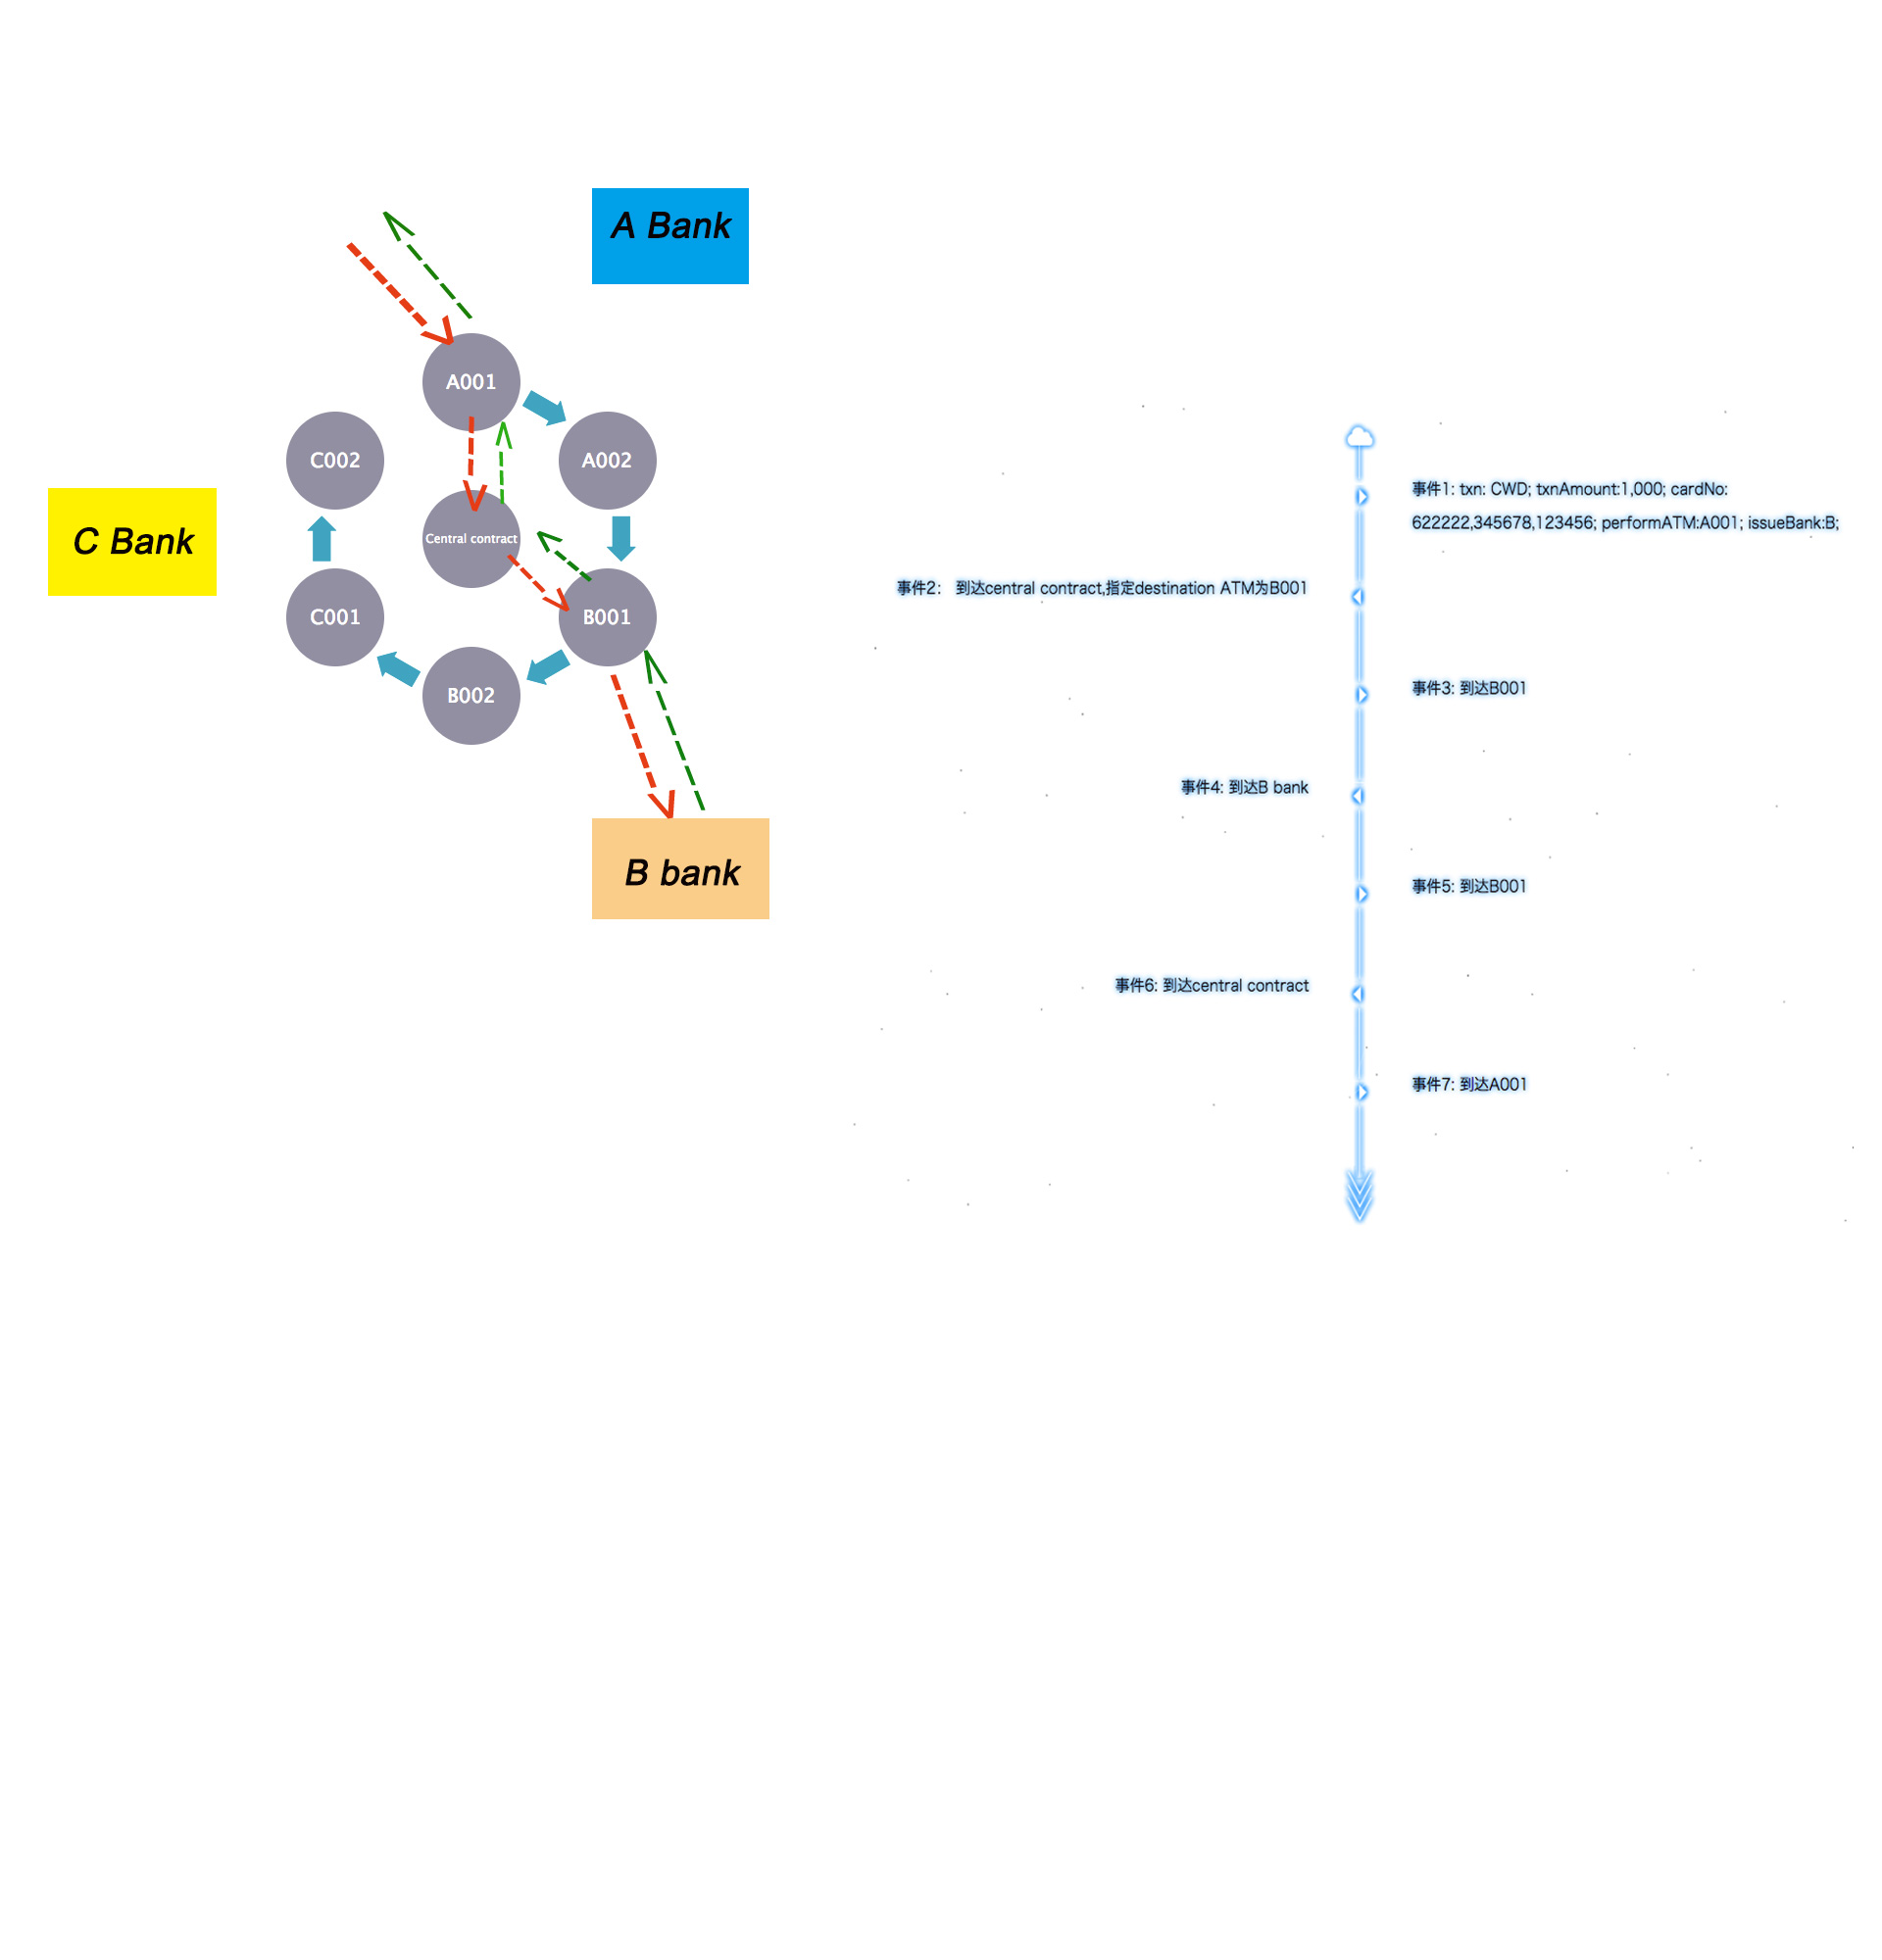 A Bank
A001
C002
A002
C Bank
Central contract
C001
B001
B002
B bank
事件1: txn: CWD; txnAmount:1,000; cardNo:
622222,345678,123456; performATM:A001; issueBank:B;
事件2： 到达central contract,指定destination ATM为B001
事件3: 到达B001
事件4: 到达B bank
事件5: 到达B001
事件6: 到达central contract
事件7: 到达A001